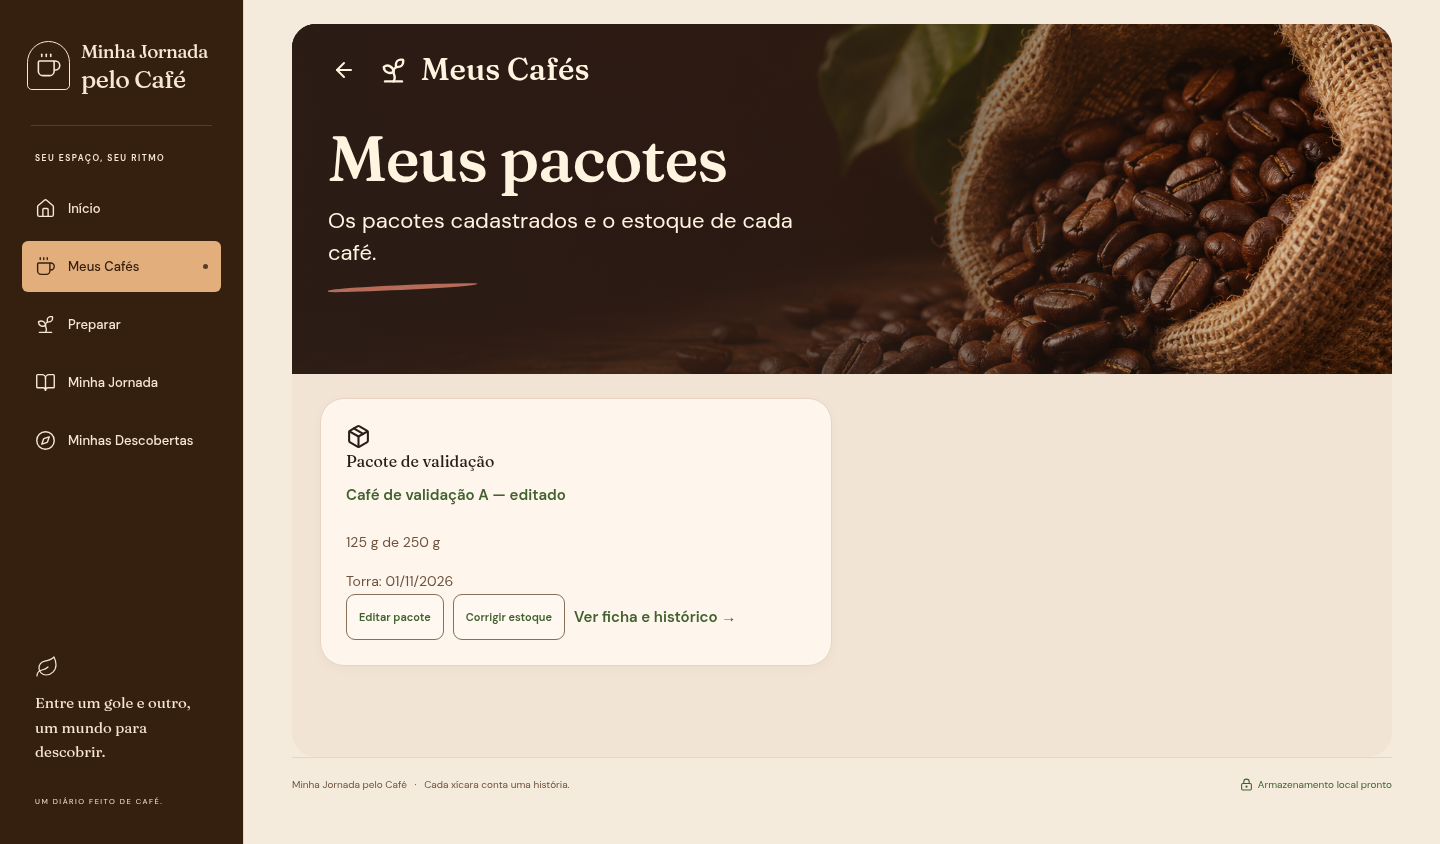 Minha Jornada
pelo Café
SEU ESPAÇO, SEU RITMO
Início
Meus Cafés
Preparar
Minha Jornada
Minhas Descobertas
Entre um gole e outro,
um mundo para
descobrir.
UM DIÁRIO FEITO DE CAFÉ.
Meus Cafés
Meus pacotes
Os pacotes cadastrados e o estoque de cada
café.
Pacote de validação
Café de validação A — editado
125 g de 250 g
Torra: 01/11/2026
Editar pacote
Corrigir estoque
Ver ficha e histórico →
Minha Jornada pelo Café · Cada xícara conta uma história.
Armazenamento local pronto